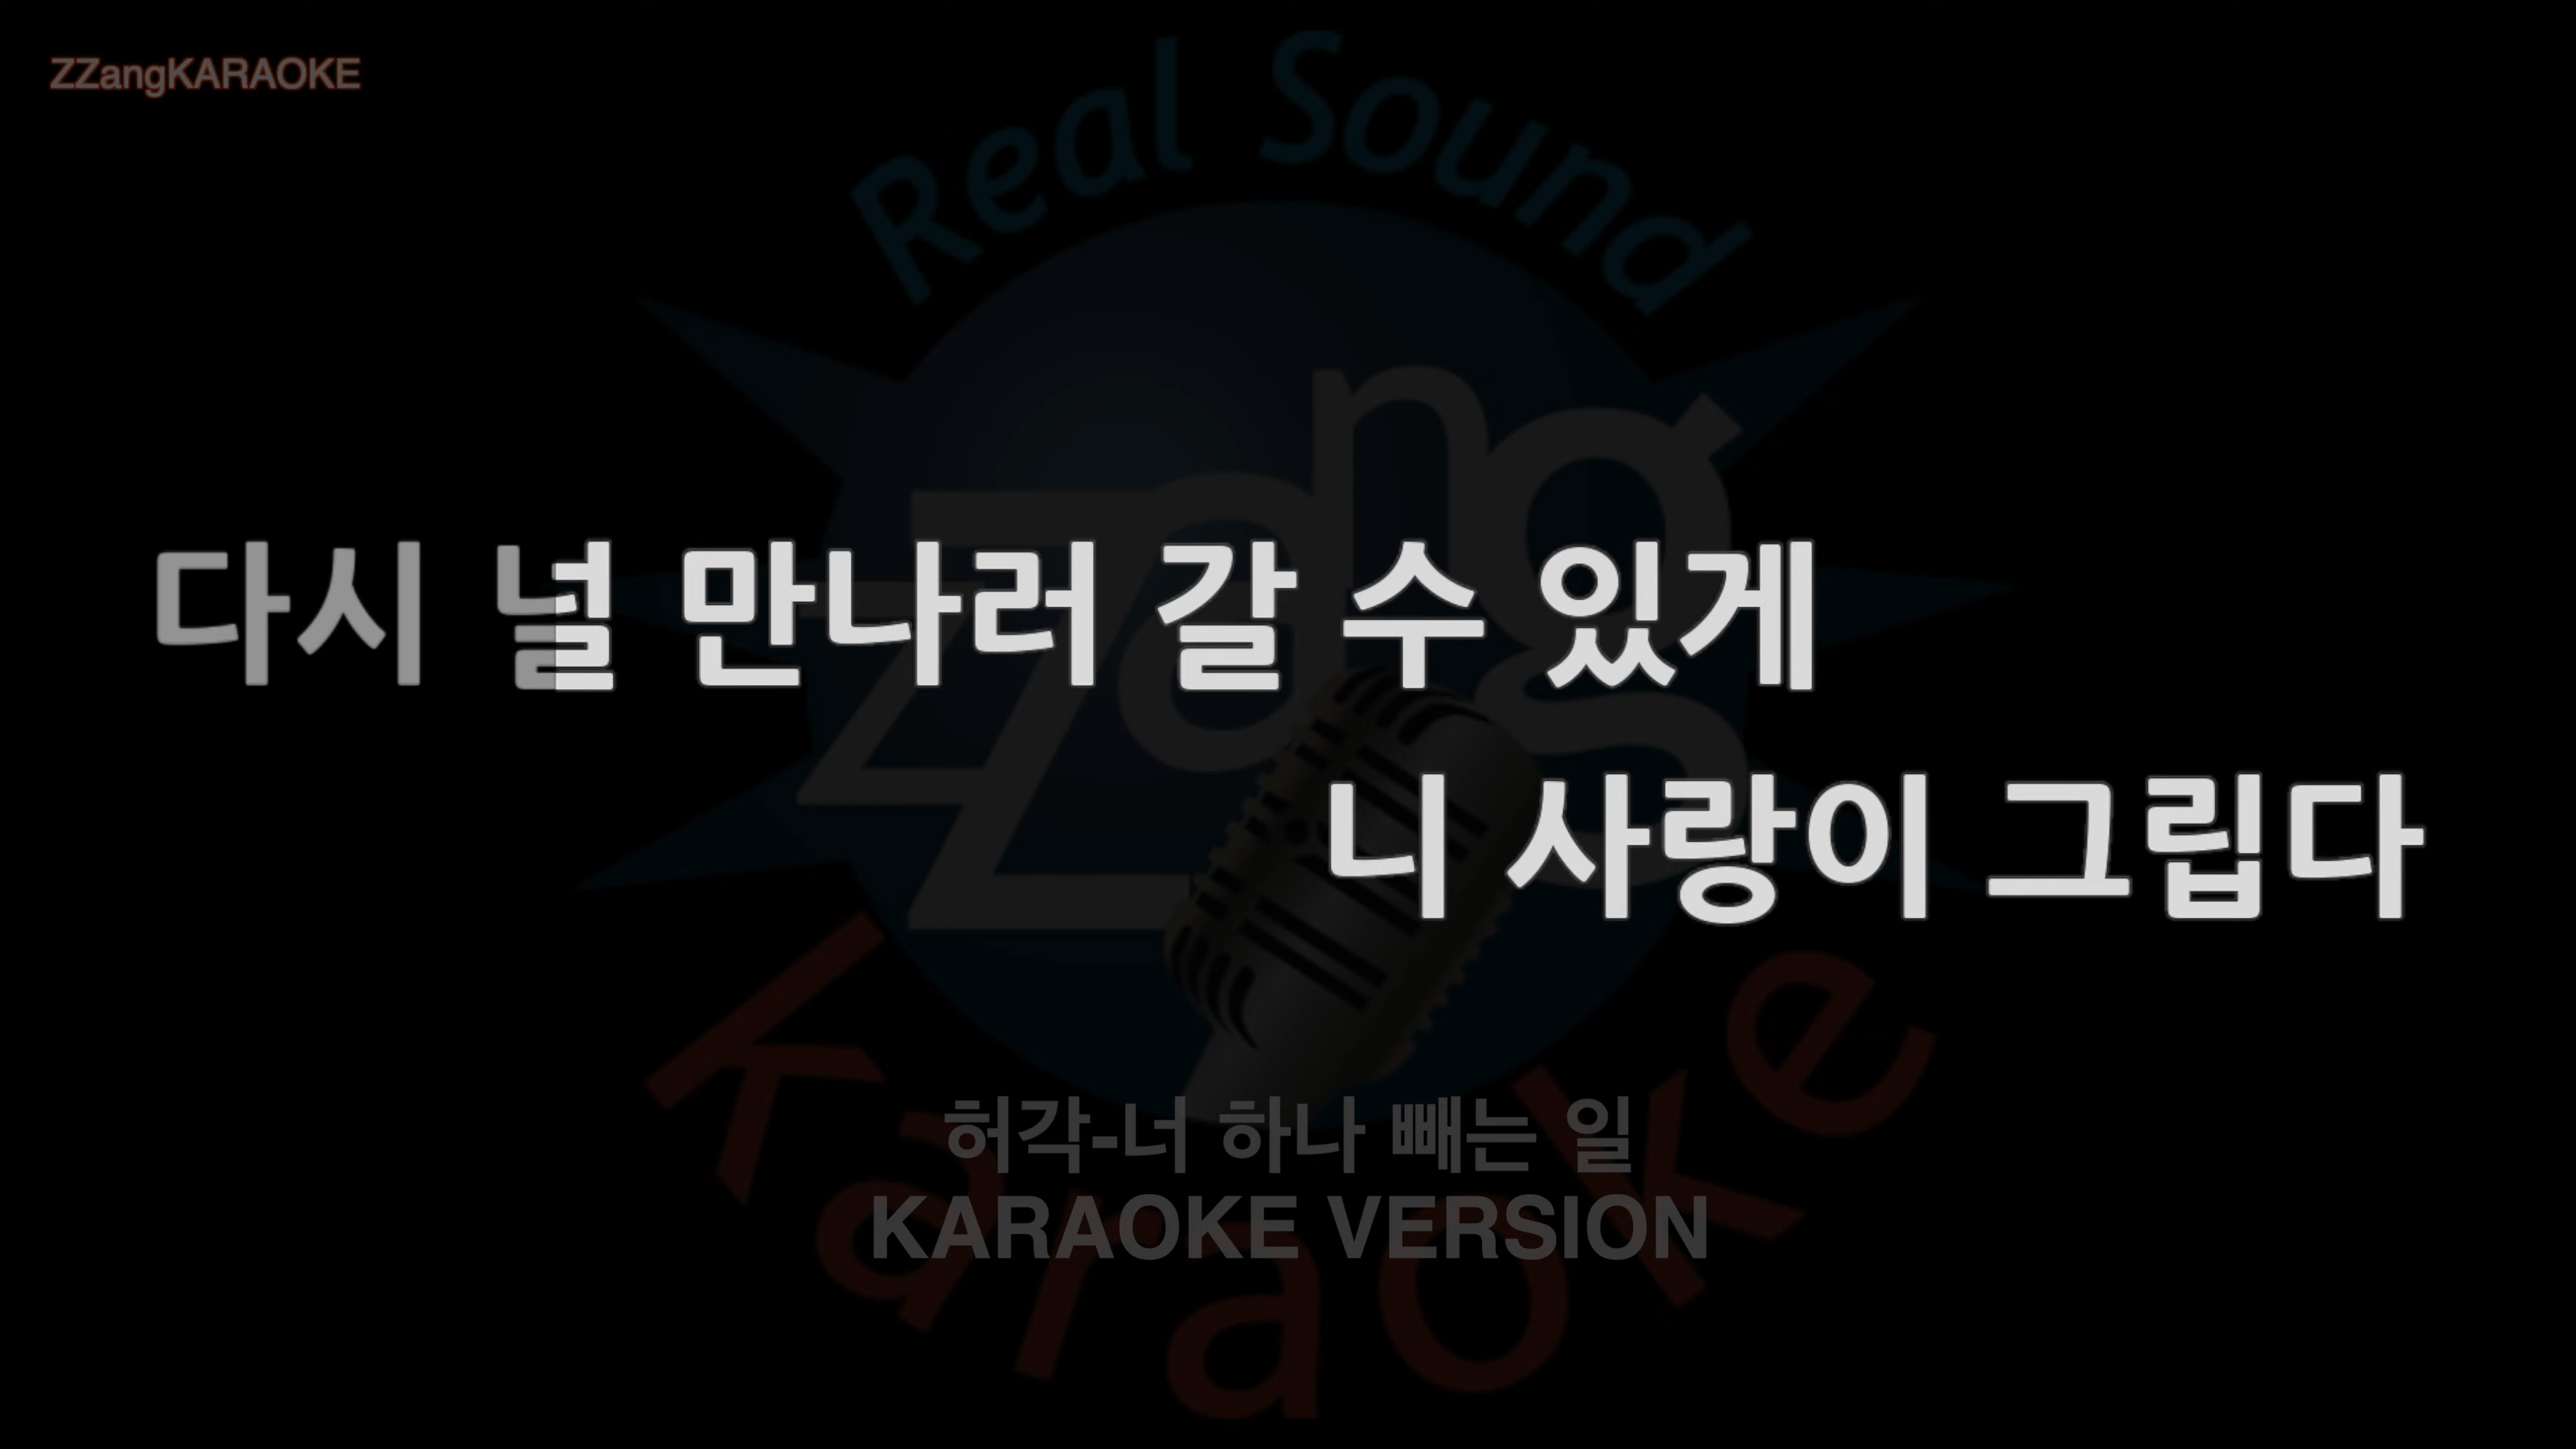 ZZangKARAOKE
Real Sound
ZZang
다시 널 만나러 갈 수 있게
니 사랑이 그립다
허각-너 하나 빼는 일
KARAOKE VERSION
Karaoke